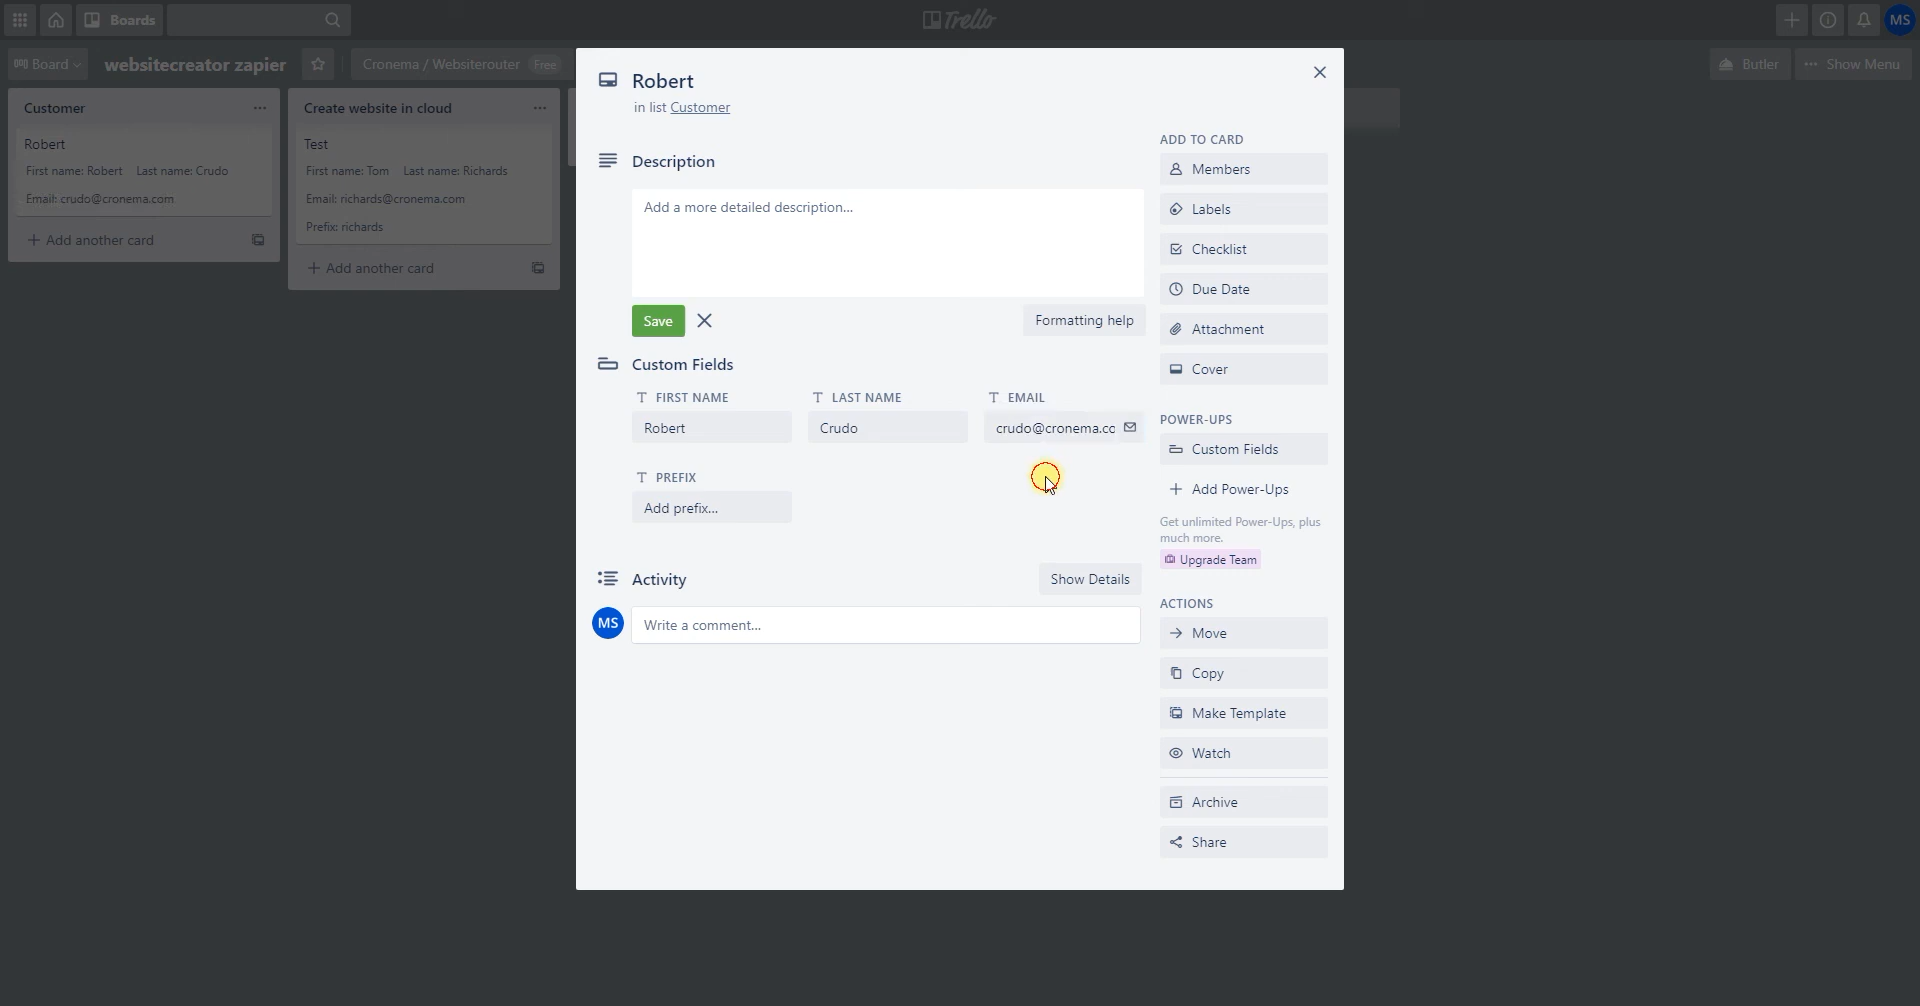 Boards
Trello
MS
Board
websitecreator zapier
Cronema / Websiterouter Free
Butler
Show Menu
Customer
Robert
First name: Robert Last name: Crudo
Email: crudo@cronema.com
Add another card
Create website in cloud
Test
First name: Tom Last name: Richards
Email: richards@cronema.com
Prefix: richards
Add another card
Robert
in list Customer
Description
Add a more detailed description...
Save
Formatting help
Custom Fields
FIRST NAME
LAST NAME
EMAIL
Robert
Crudo
crudo@cronema.co
PREFIX
Add prefix...
Activity
Show Details
MS
Write a comment...
ADD TO CARD
Members
Labels
Checklist
Due Date
Attachment
Cover
POWER-UPS
Custom Fields
Add Power-Ups
Get unlimited Power-Ups, plus
much more.
Upgrade Team
ACTIONS
Move
Copy
Make Template
Watch
Archive
Share